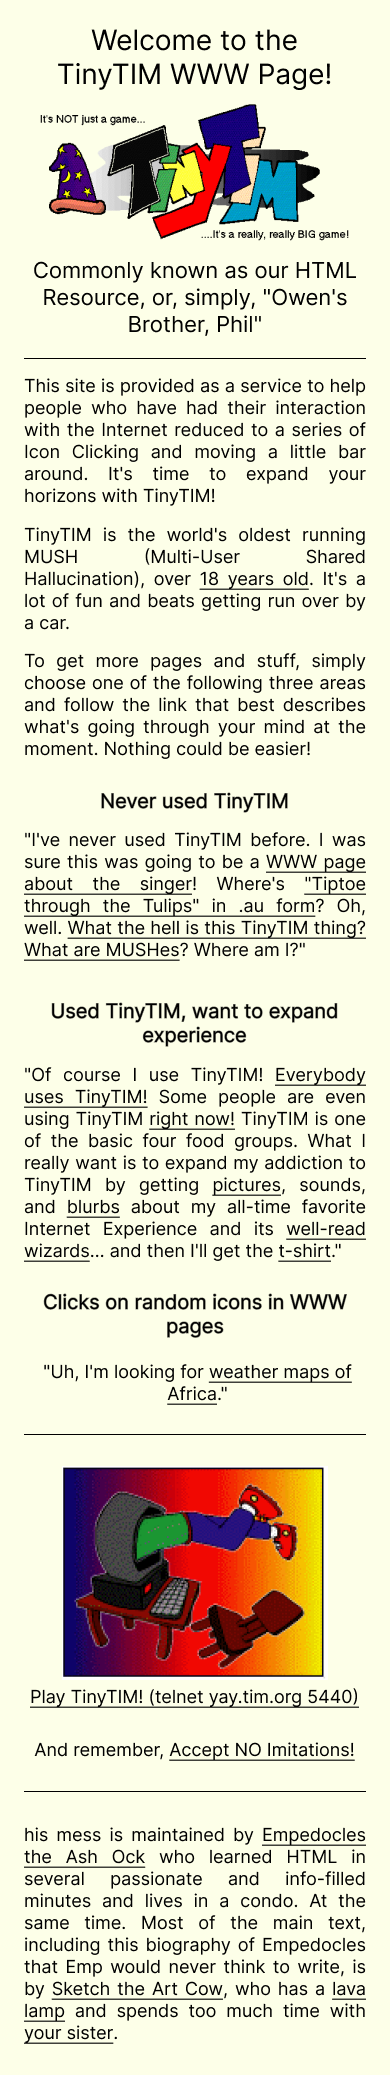 Welcome to the
TinyTIM WWW Page!
It's NOT just a game...
A TinyTIM
....It's a really, really BIG game!
Commonly known as our HTML
Resource, or, simply, "Owen's
Brother, Phil"
This site is provided as a service to help
people who have had their interaction
with the Internet reduced to a series of
Icon Clicking and moving a little bar
around. It's time to expand your
horizons with TinyTIM!
TinyTIM is the world's oldest running
MUSH (Multi-User Shared
Hallucination), over 18 years old. It's a
lot of fun and beats getting run over by
a car.
To get more pages and stuff, simply
choose one of the following three areas
and follow the link that best describes
what's going through your mind at the
moment. Nothing could be easier!
Never used TinyTIM
"I've never used TinyTIM before. I was
sure this was going to be a WWW page
about the singer! Where's "Tiptoe
through the Tulips" in .au form? Oh,
well. What the hell is this TinyTIM thing?
What are MUSHes? Where am I?"
Used TinyTIM, want to expand
experience
"Of course I use TinyTIM! Everybody
uses TinyTIM! Some people are even
using TinyTIM right now! TinyTIM is one
of the basic four food groups. What I
really want is to expand my addiction to
TinyTIM by getting pictures, sounds,
and blurbs about my all-time favorite
Internet Experience and its well-read
wizards... and then I'll get the t-shirt."
Clicks on random icons in WWW
pages
"Uh, I'm looking for weather maps of
Africa."
Play TinyTIM! (telnet yay.tim.org 5440)
And remember, Accept NO Imitations!
his mess is maintained by Empedocles
the Ash Ock who learned HTML in
several passionate and info-filled
minutes and lives in a condo. At the
same time. Most of the main text,
including this biography of Empedocles
that Emp would never think to write, is
by Sketch the Art Cow, who has a lava
lamp and spends too much time with
your sister.